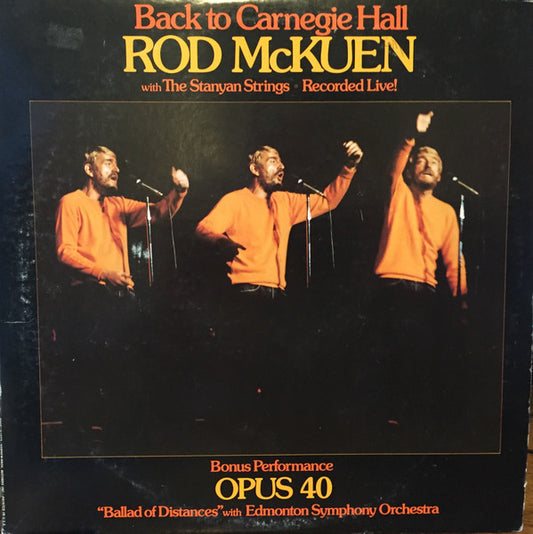 Back to Carnegie Hall
ROD McKUEN
with The Stanyan Strings • Recorded Live!
Bonus Performance
OPUS 40
"Ballad of Distances" with Edmonton Symphony Orchestra